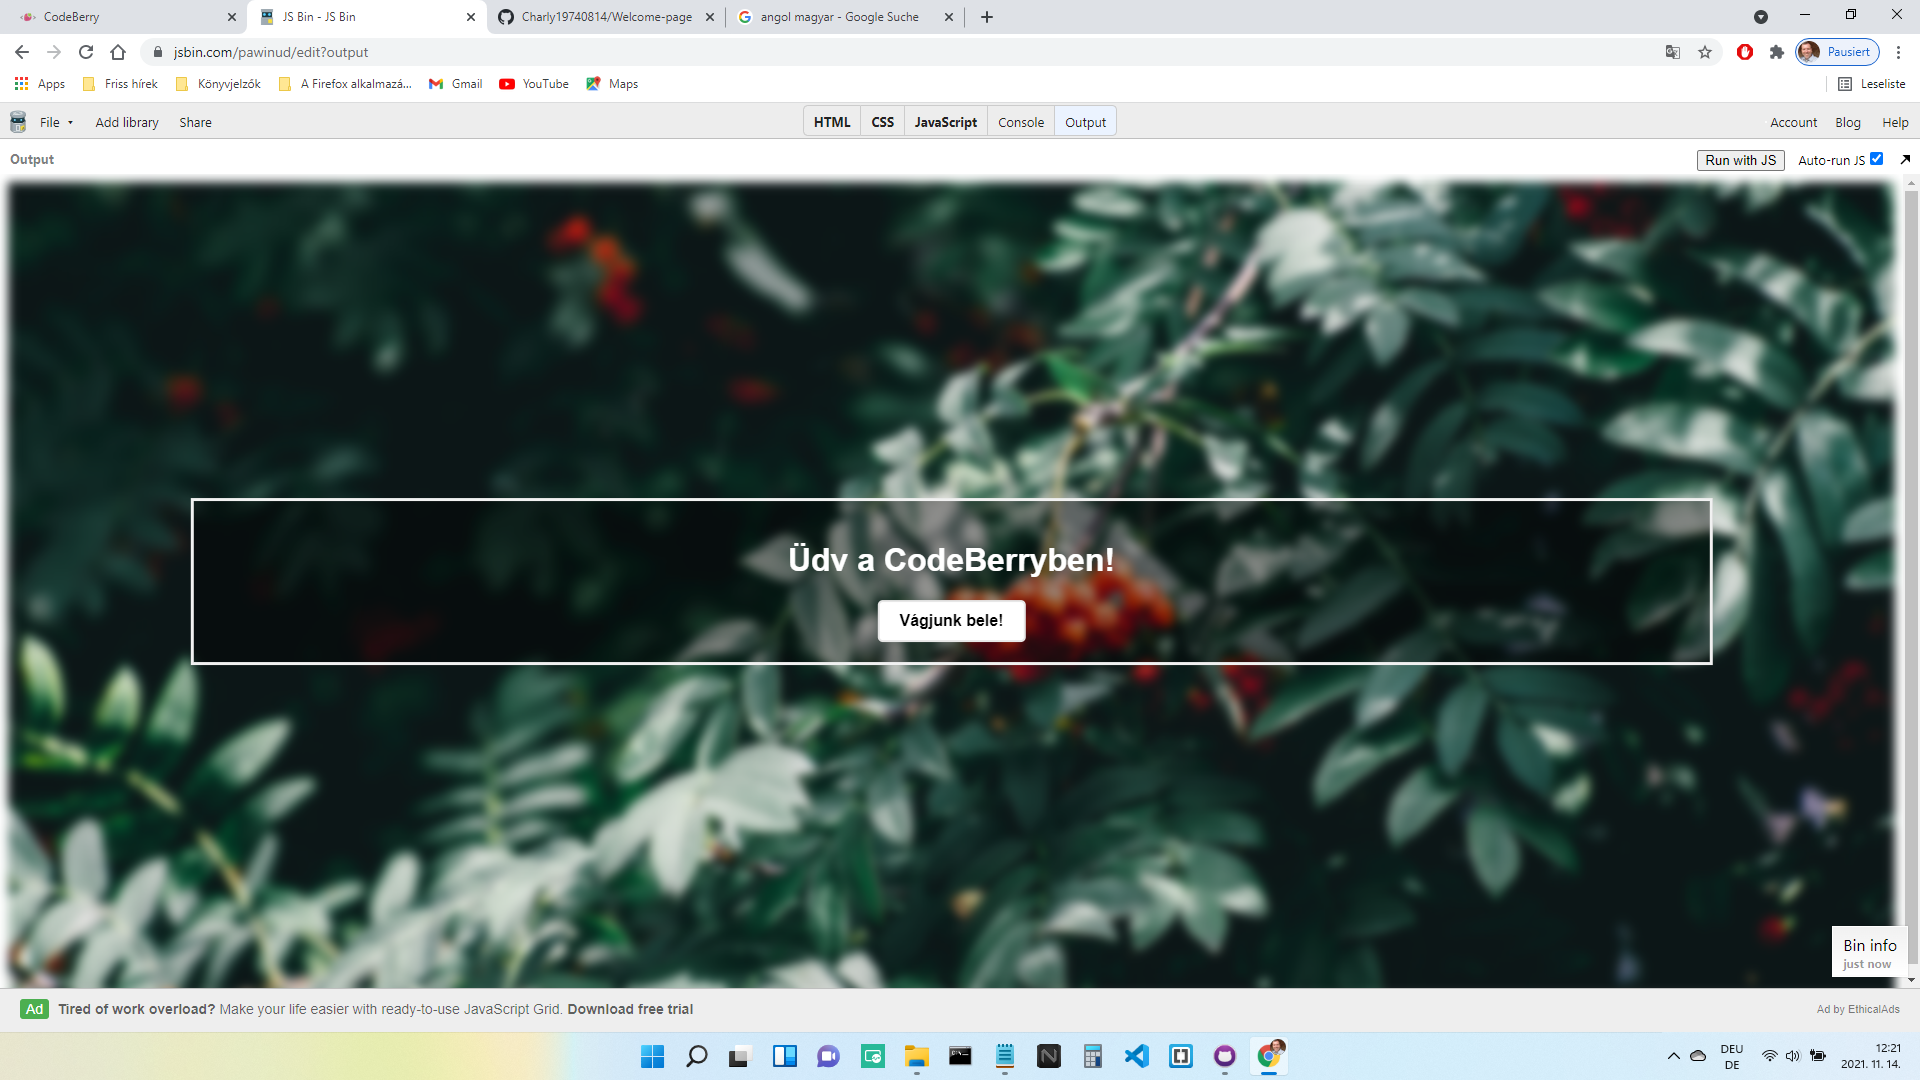 CodeBerry
JS Bin - JS Bin
Charly19740814/Welcome-page
angol magyar - Google Suche
jsbin.com/pawinud/edit?output
Pausiert
Apps
Friss hírek
Könyvjelzők
A Firefox alkalmazá...
Gmail
YouTube
Maps
Leseliste
File
Add library
Share
HTML
CSS
JavaScript
Console
Output
Account
Blog
Help
Output
Run with JS
Auto-run JS
Üdv a CodeBerryben!
Vágjunk bele!
Bin info
just now
Ad Tired of work overload? Make your life easier with ready-to-use JavaScript Grid. Download free trial
Ad by EthicalAds
DEU
DE
12:21
2021. 11. 14.